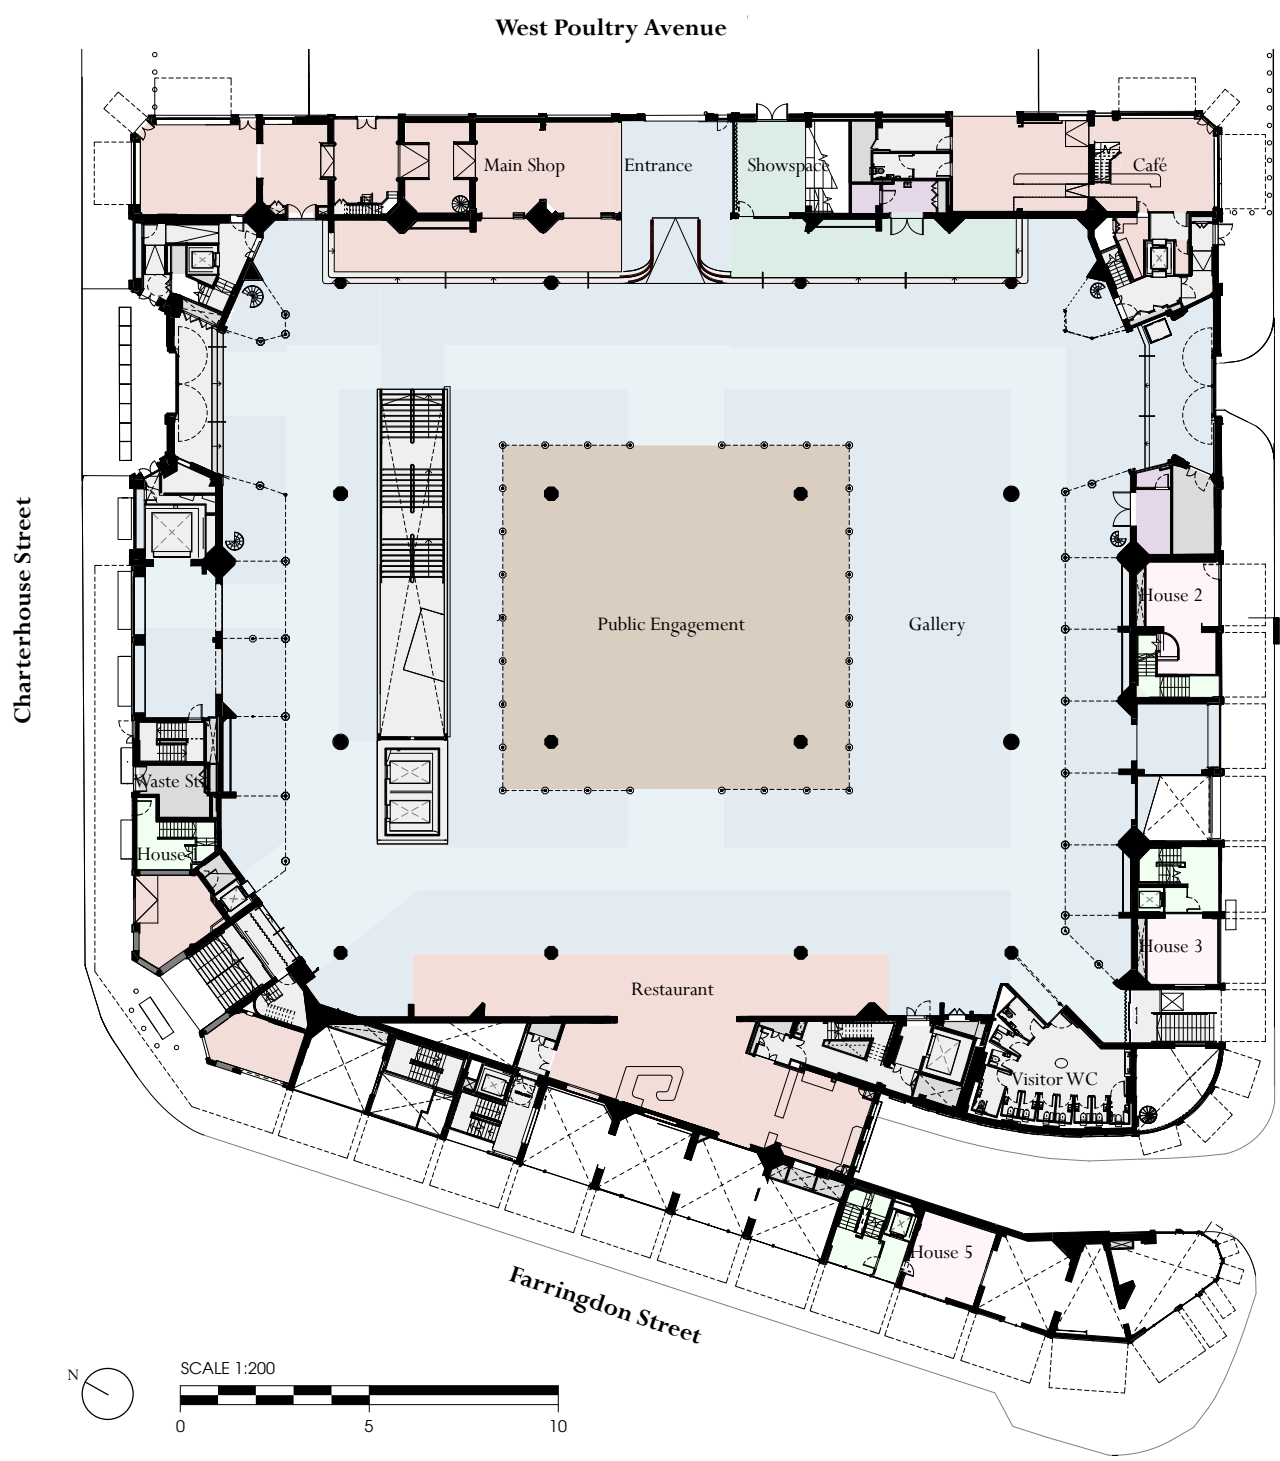 West Poultry Avenue
Main Shop
Entrance
Showspace
Café
Charterhouse Street
House 2
Public Engagement
Gallery
Waste St
House
House 3
Restaurant
Visitor WC
House 5
Farringdon Street
N
SCALE 1:200
0
5
10